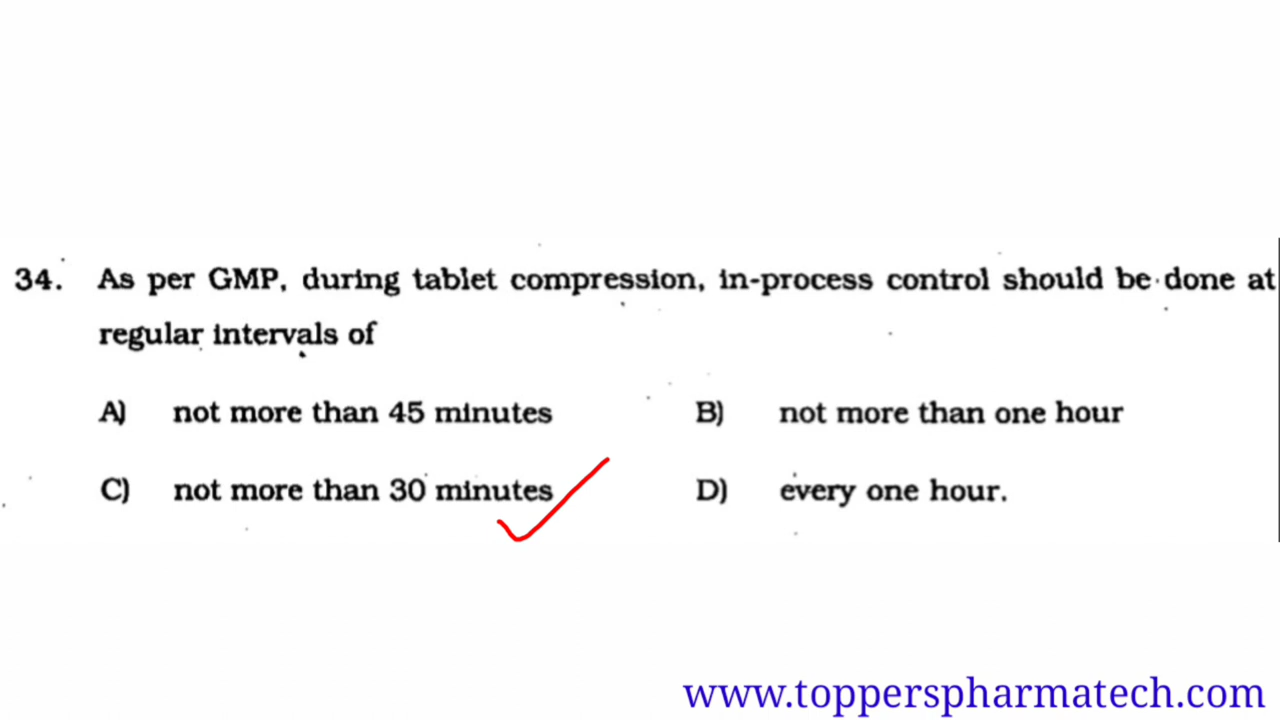 34. As per GMP, during tablet compression, in-process control should be done at
regular intervals of
A) not more than 45 minutes B) not more than one hour
C) not more than 30 minutes D) every one hour.
www.topperspharmatech.com